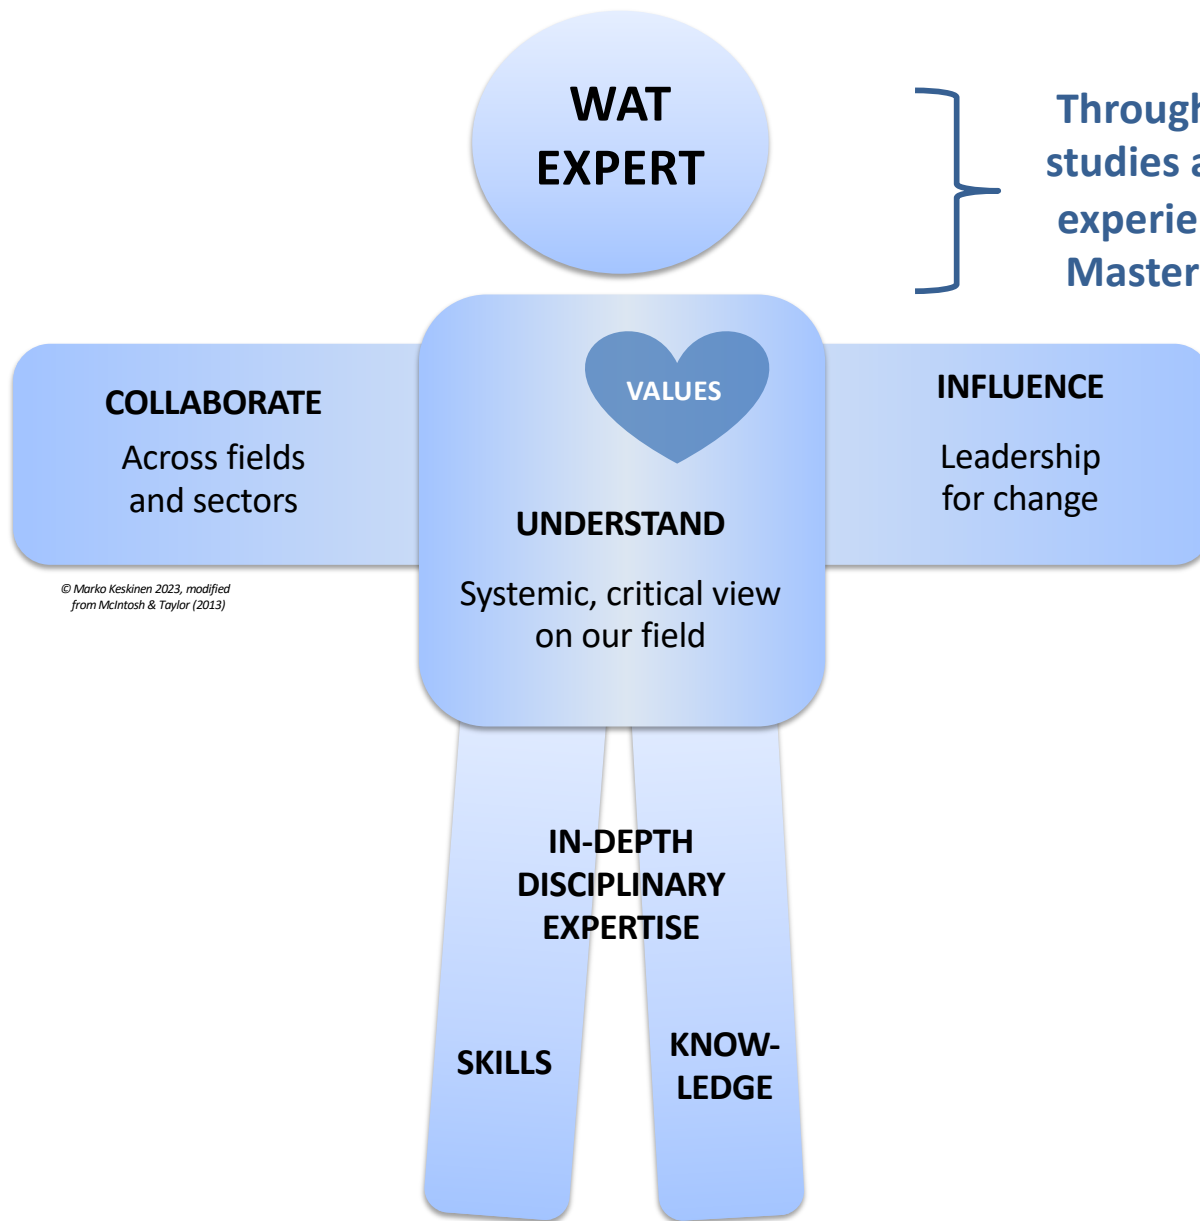 WAT
EXPERT
Through
studies a
experie
Master
COLLABORATE
Across fields
and sectors
VALUES
INFLUENCE
Leadership
for change
UNDERSTAND
Systemic, critical view
on our field
© Marko Keskinen 2023, modified
from McIntosh & Taylor (2013)
IN-DEPTH
DISCIPLINARY
EXPERTISE
SKILLS
KNOW-
LEDGE